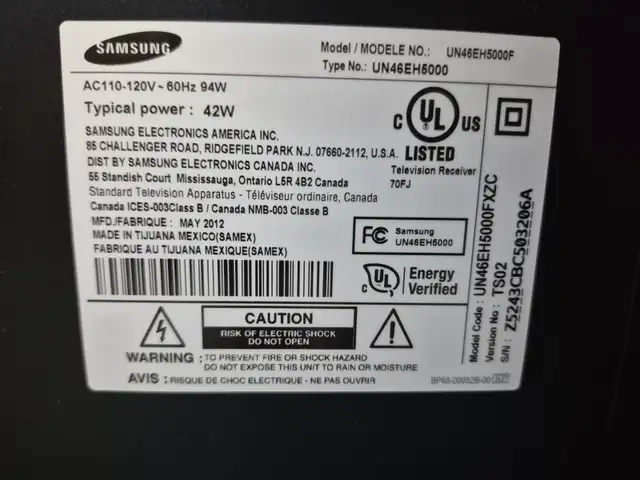 SAMSUNG
Model / MODELE NO.: UN46EH5000F
Type No.: UN46EH5000
AC110-120V~60Hz 94W
Typical power : 42W
SAMSUNG ELECTRONICS AMERICA INC.
85 CHALLENGER ROAD, RIDGEFIELD PARK N.J. 07660-2112, U.S.A.
DIST BY SAMSUNG ELECTRONICS CANADA INC.
55 Standish Court Mississauga, Ontario L5R 4B2 Canada
Standard Television Apparatus - Téléviseur ordinaire, Canada
Canada ICES-003Class B / Canada NMB-003 Classe B
MFD./FABRIQUE : MAY 2012
MADE IN TIJUANA MEXICO(SAMEX)
FABRIQUE AU TIJUANA MEXIQUE(SAMEX)
C UL US
LISTED
Television Receiver
70FJ
FC Samsung
UN46EH5000
C UL Energy
Verified
CAUTION
RISK OF ELECTRIC SHOCK
DO NOT OPEN
WARNING : TO PREVENT FIRE OR SHOCK HAZARD
DO NOT EXPOSE THIS UNIT TO RAIN OR MOISTURE
AVIS : RISQUE DE CHOC ELECTRIQUE - NE PAS OUVRIR
Model Code : UN46EH5000FXZC
Version No : TS02
S/N : Z5243CBC503206A